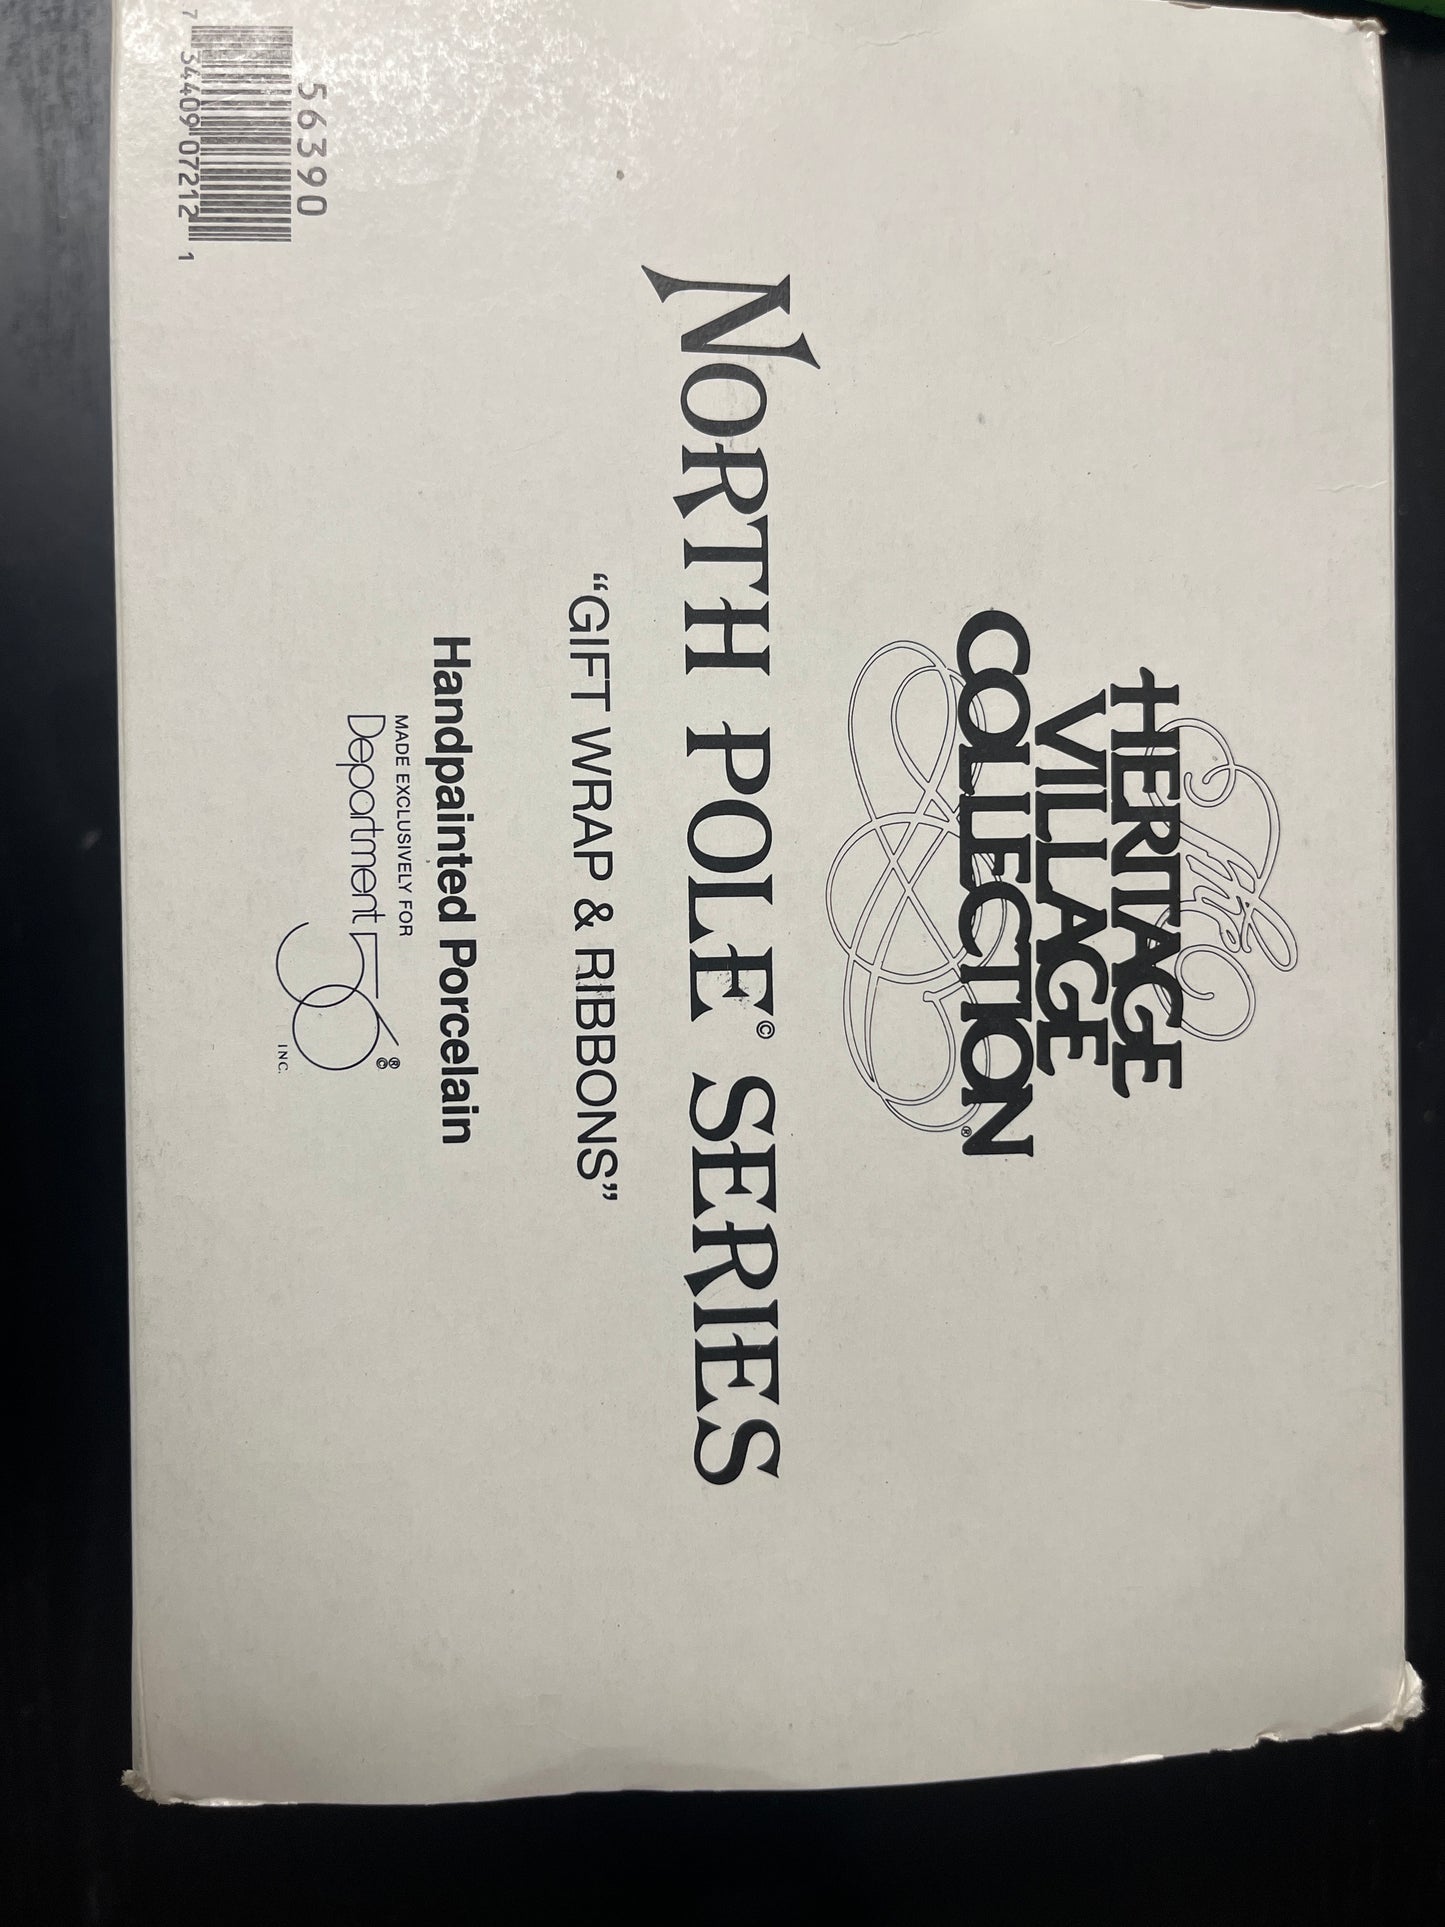 The
HERITAGE
VILLAGE
COLLECTION®
NORTH POLE© SERIES
“GIFT WRAP & RIBBONS”
Handpainted Porcelain
MADE EXCLUSIVELY FOR
Department 56®©
INC.
56390
7 34409 07212 1